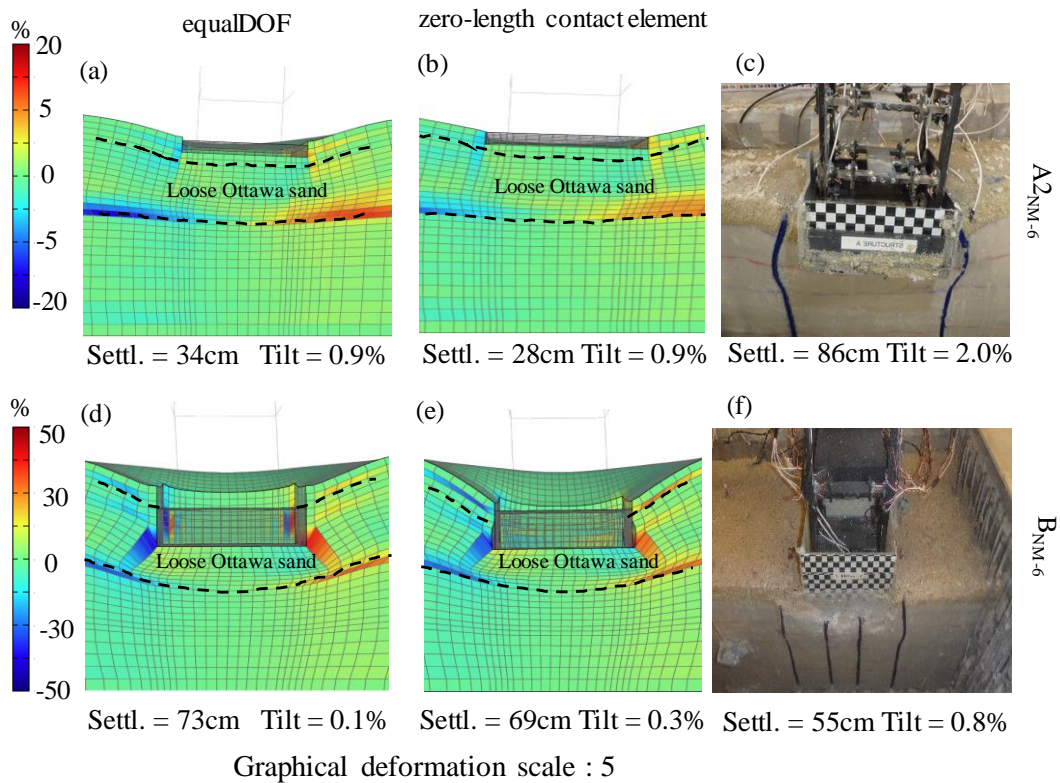 equalDOF
zero-length contact element
%
20
5
0
-5
-20
(a)
Loose Ottawa sand
Settl. = 34cm Tilt = 0.9%
(b)
Loose Ottawa sand
Settl. = 28cm Tilt = 0.9%
(c)
STRUCTURE A
Settl. = 86cm Tilt = 2.0%
A2NM-6
%
50
30
0
-30
-50
(d)
Loose Ottawa sand
Settl. = 73cm Tilt = 0.1%
(e)
Loose Ottawa sand
Settl. = 69cm Tilt = 0.3%
(f)
Settl. = 55cm Tilt = 0.8%
BNM-6
Graphical deformation scale : 5